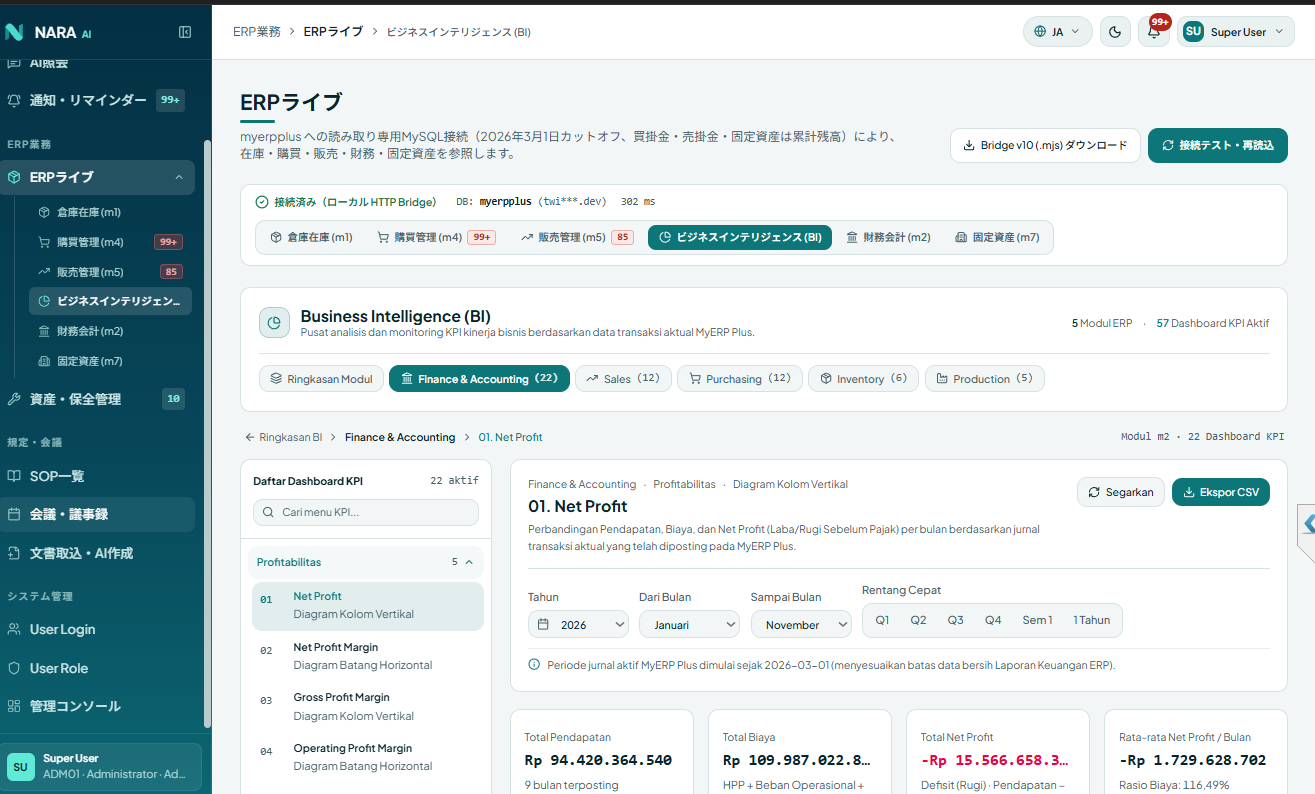 NARA AI
AI照会
通知・リマインダー 99+
ERP業務
ERPライブ
倉庫在庫 (m1)
購買管理 (m4) 99+
販売管理 (m5) 85
ビジネスインテリジェン...
財務会計 (m2)
固定資産 (m7)
資産・保全管理 10
規定・会議
SOP一覧
会議・議事録
文書取込・AI作成
システム管理
User Login
User Role
管理コンソール
SU Super User
ADM01 · Administrator · Ad...
ERP業務 > ERPライブ > ビジネスインテリジェンス (BI)
JA
99+
SU Super User
ERPライブ
myerpplus への読み取り専用MySQL接続（2026年3月1日カットオフ、買掛金・売掛金・固定資産は累計残高）により、
在庫・購買・販売・財務・固定資産を参照します。
Bridge v10 (.mjs) ダウンロード
接続テスト・再読込
接続済み（ローカル HTTP Bridge） DB: myerpplus (twi***.dev) 302 ms
倉庫在庫 (m1) 購買管理 (m4) 99+ 販売管理 (m5) 85 ビジネスインテリジェンス (BI) 財務会計 (m2) 固定資産 (m7)
Business Intelligence (BI)
Pusat analisis dan monitoring KPI kinerja bisnis berdasarkan data transaksi aktual MyERP Plus.
5 Modul ERP · 57 Dashboard KPI Aktif
Ringkasan Modul Finance & Accounting (22) Sales (12) Purchasing (12) Inventory (6) Production (5)
← Ringkasan BI > Finance & Accounting > 01. Net Profit
Modul m2 · 22 Dashboard KPI
Daftar Dashboard KPI 22 aktif
Cari menu KPI...
Profitabilitas 5
01 Net Profit
Diagram Kolom Vertikal
02 Net Profit Margin
Diagram Batang Horizontal
03 Gross Profit Margin
Diagram Kolom Vertikal
04 Operating Profit Margin
Diagram Batang Horizontal
Finance & Accounting · Profitabilitas · Diagram Kolom Vertikal
01. Net Profit
Perbandingan Pendapatan, Biaya, dan Net Profit (Laba/Rugi Sebelum Pajak) per bulan berdasarkan jurnal
transaksi aktual yang telah diposting pada MyERP Plus.
Segarkan
Ekspor CSV
Tahun Dari Bulan Sampai Bulan Rentang Cepat
2026 Januari November Q1 Q2 Q3 Q4 Sem 1 1 Tahun
Periode jurnal aktif MyERP Plus dimulai sejak 2026-03-01 (menyesuaikan batas data bersih Laporan Keuangan ERP).
Total Pendapatan
Rp 94.420.364.540
9 bulan terposting
Total Biaya
Rp 109.987.022.8…
HPP + Beban Operasional +
Total Net Profit
-Rp 15.566.658.3…
Defisit (Rugi) · Pendapatan –
Rata-rata Net Profit / Bulan
-Rp 1.729.628.702
Rasio Biaya: 116,49%